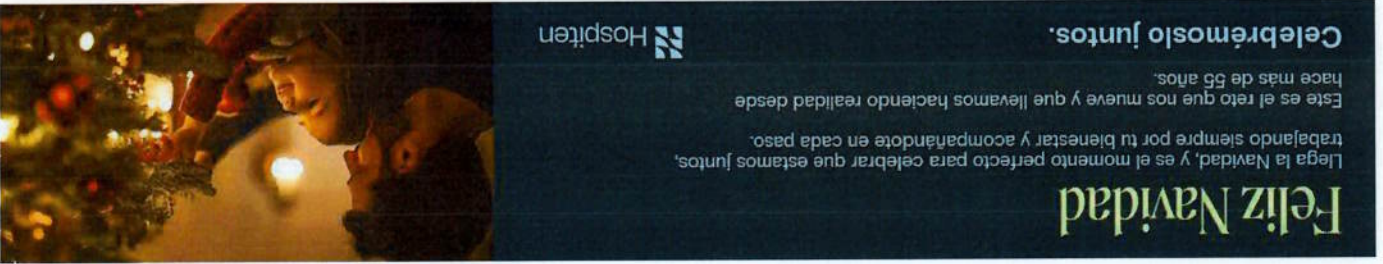 Feliz Navidad
Llega la Navidad, y es el momento perfecto para celebrar que estamos juntos,
trabajando siempre por tu bienestar y acompañándote en cada paso.
Este es el reto que nos mueve y que llevamos haciendo realidad desde
hace más de 55 años.
Celebrémoslo juntos.
Hospiten